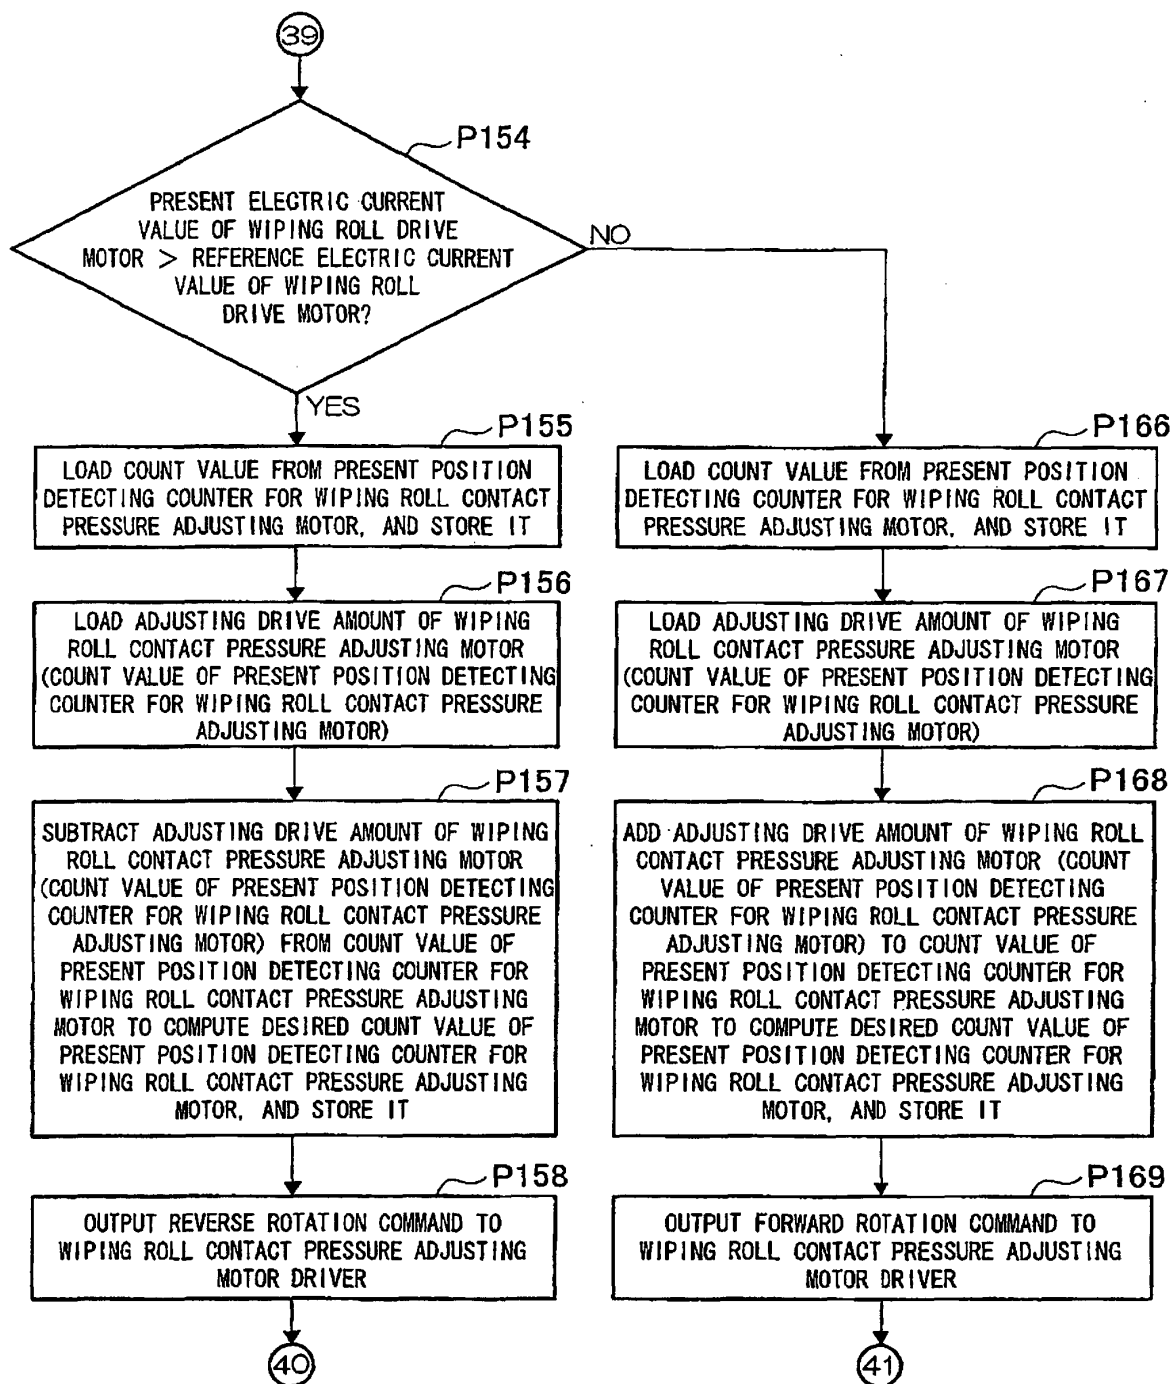 39
P154
PRESENT ELECTRIC CURRENT
VALUE OF WIPING ROLL DRIVE
MOTOR > REFERENCE ELECTRIC CURRENT
VALUE OF WIPING ROLL
DRIVE MOTOR?
NO
YES
P155
LOAD COUNT VALUE FROM PRESENT POSITION
DETECTING COUNTER FOR WIPING ROLL CONTACT
PRESSURE ADJUSTING MOTOR, AND STORE IT
P156
LOAD ADJUSTING DRIVE AMOUNT OF WIPING
ROLL CONTACT PRESSURE ADJUSTING MOTOR
(COUNT VALUE OF PRESENT POSITION DETECTING
COUNTER FOR WIPING ROLL CONTACT PRESSURE
ADJUSTING MOTOR)
P157
SUBTRACT ADJUSTING DRIVE AMOUNT OF WIPING
ROLL CONTACT PRESSURE ADJUSTING MOTOR
(COUNT VALUE OF PRESENT POSITION DETECTING
COUNTER FOR WIPING ROLL CONTACT PRESSURE
ADJUSTING MOTOR) FROM COUNT VALUE OF
PRESENT POSITION DETECTING COUNTER FOR
WIPING ROLL CONTACT PRESSURE ADJUSTING
MOTOR TO COMPUTE DESIRED COUNT VALUE OF
PRESENT POSITION DETECTING COUNTER FOR
WIPING ROLL CONTACT PRESSURE ADJUSTING
MOTOR, AND STORE IT
P158
OUTPUT REVERSE ROTATION COMMAND TO
WIPING ROLL CONTACT PRESSURE ADJUSTING
MOTOR DRIVER
40
P166
LOAD COUNT VALUE FROM PRESENT POSITION
DETECTING COUNTER FOR WIPING ROLL CONTACT
PRESSURE ADJUSTING MOTOR, AND STORE IT
P167
LOAD ADJUSTING DRIVE AMOUNT OF WIPING
ROLL CONTACT PRESSURE ADJUSTING MOTOR
(COUNT VALUE OF PRESENT POSITION DETECTING
COUNTER FOR WIPING ROLL CONTACT PRESSURE
ADJUSTING MOTOR)
P168
ADD ADJUSTING DRIVE AMOUNT OF WIPING ROLL
CONTACT PRESSURE ADJUSTING MOTOR (COUNT
VALUE OF PRESENT POSITION DETECTING
COUNTER FOR WIPING ROLL CONTACT PRESSURE
ADJUSTING MOTOR) TO COUNT VALUE OF
PRESENT POSITION DETECTING COUNTER FOR
WIPING ROLL CONTACT PRESSURE ADJUSTING
MOTOR TO COMPUTE DESIRED COUNT VALUE OF
PRESENT POSITION DETECTING COUNTER FOR
WIPING ROLL CONTACT PRESSURE ADJUSTING
MOTOR, AND STORE IT
P169
OUTPUT FORWARD ROTATION COMMAND TO
WIPING ROLL CONTACT PRESSURE ADJUSTING
MOTOR DRIVER
41